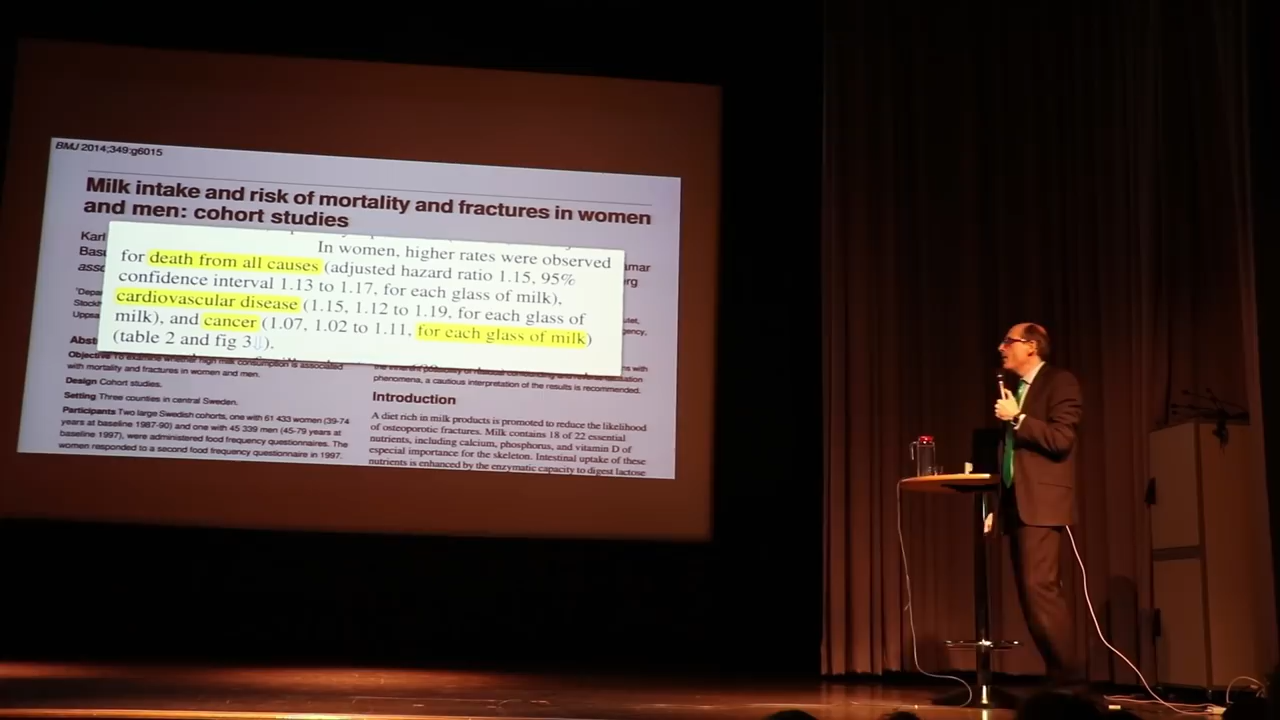 BMJ 2014;349:g6015
Milk intake and risk of mortality and fractures in women
and men: cohort studies
Karl
In women, higher rates were observed
for death from all causes (adjusted hazard ratio 1.15, 95%
confidence interval 1.13 to 1.17, for each glass of milk),
cardiovascular disease (1.15, 1.12 to 1.19, for each glass of
milk), and cancer (1.07, 1.02 to 1.11, for each glass of milk)
(table 2 and fig 3⇓).
with mortality and fractures in women and men.
Design Cohort studies.
Setting Three counties in central Sweden.
Participants Two large Swedish cohorts, one with 61 433 women (39-74
years at baseline 1987-90) and one with 45 339 men (45-79 years at
baseline 1997), were administered food frequency questionnaires. The
women responded to a second food frequency questionnaire in 1997.
phenomena, a cautious interpretation of the results is recommended.
Introduction
A diet rich in milk products is promoted to reduce the likelihood
of osteoporotic fractures. Milk contains 18 of 22 essential
nutrients, including calcium, phosphorus, and vitamin D of
especial importance for the skeleton. Intestinal uptake of these
nutrients is enhanced by the enzymatic capacity to digest lactose